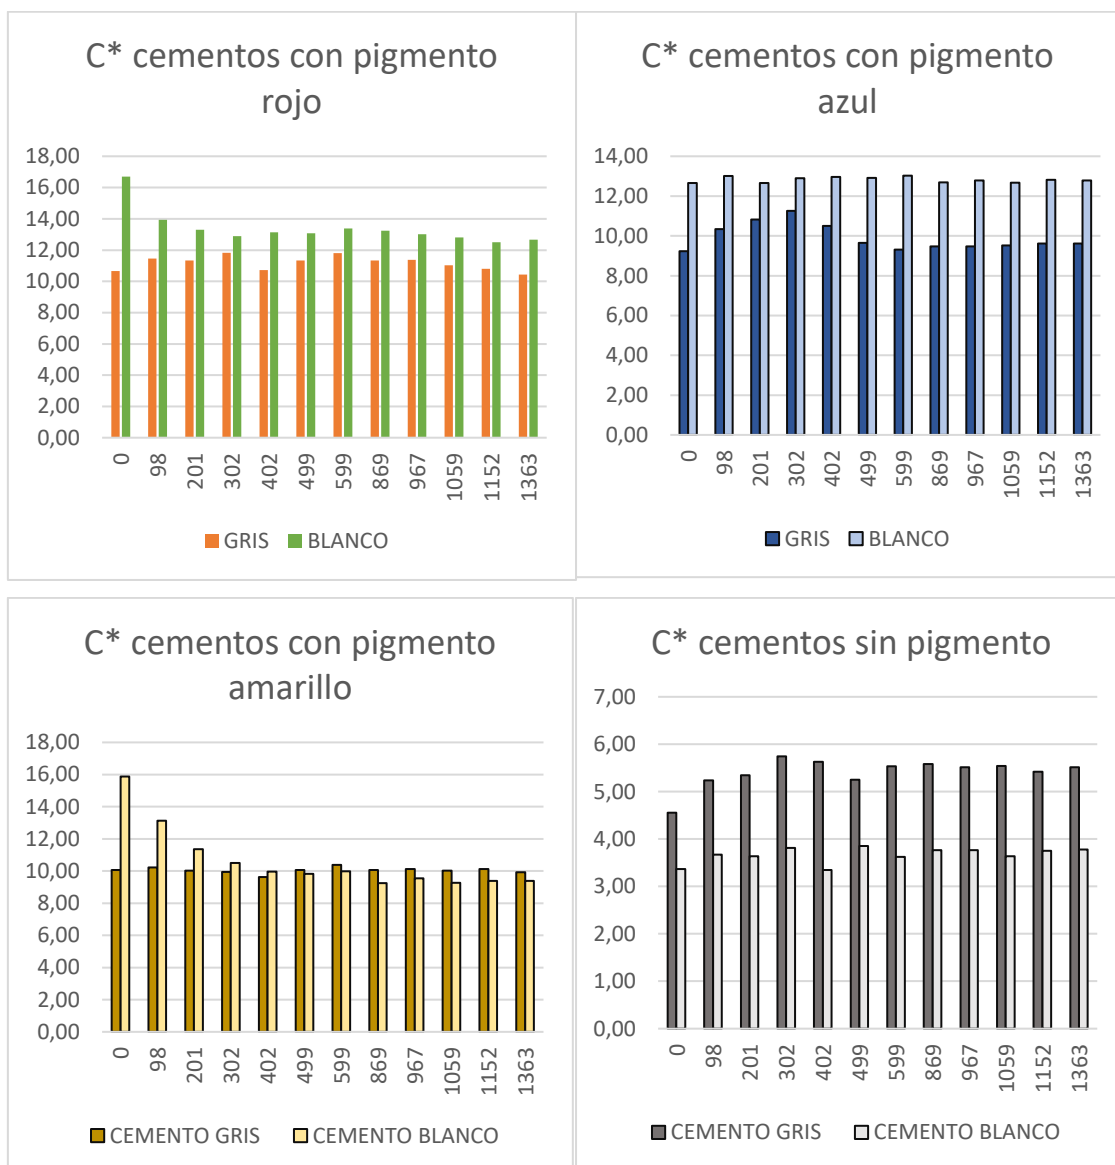 C* cementos con pigmento
rojo
18,00
16,00
14,00
12,00
10,00
8,00
6,00
4,00
2,00
0,00
0 98 201 302 402 499 599 869 967 1059 1152 1363
GRIS BLANCO
C* cementos con pigmento
azul
14,00
12,00
10,00
8,00
6,00
4,00
2,00
0,00
0 98 201 302 402 499 599 869 967 1059 1152 1363
GRIS BLANCO
C* cementos con pigmento
amarillo
18,00
16,00
14,00
12,00
10,00
8,00
6,00
4,00
2,00
0,00
0 98 201 302 402 499 599 869 967 1059 1152 1363
CEMENTO GRIS CEMENTO BLANCO
C* cementos sin pigmento
7,00
6,00
5,00
4,00
3,00
2,00
1,00
0,00
0 98 201 302 402 499 599 869 967 1059 1152 1363
CEMENTO GRIS CEMENTO BLANCO